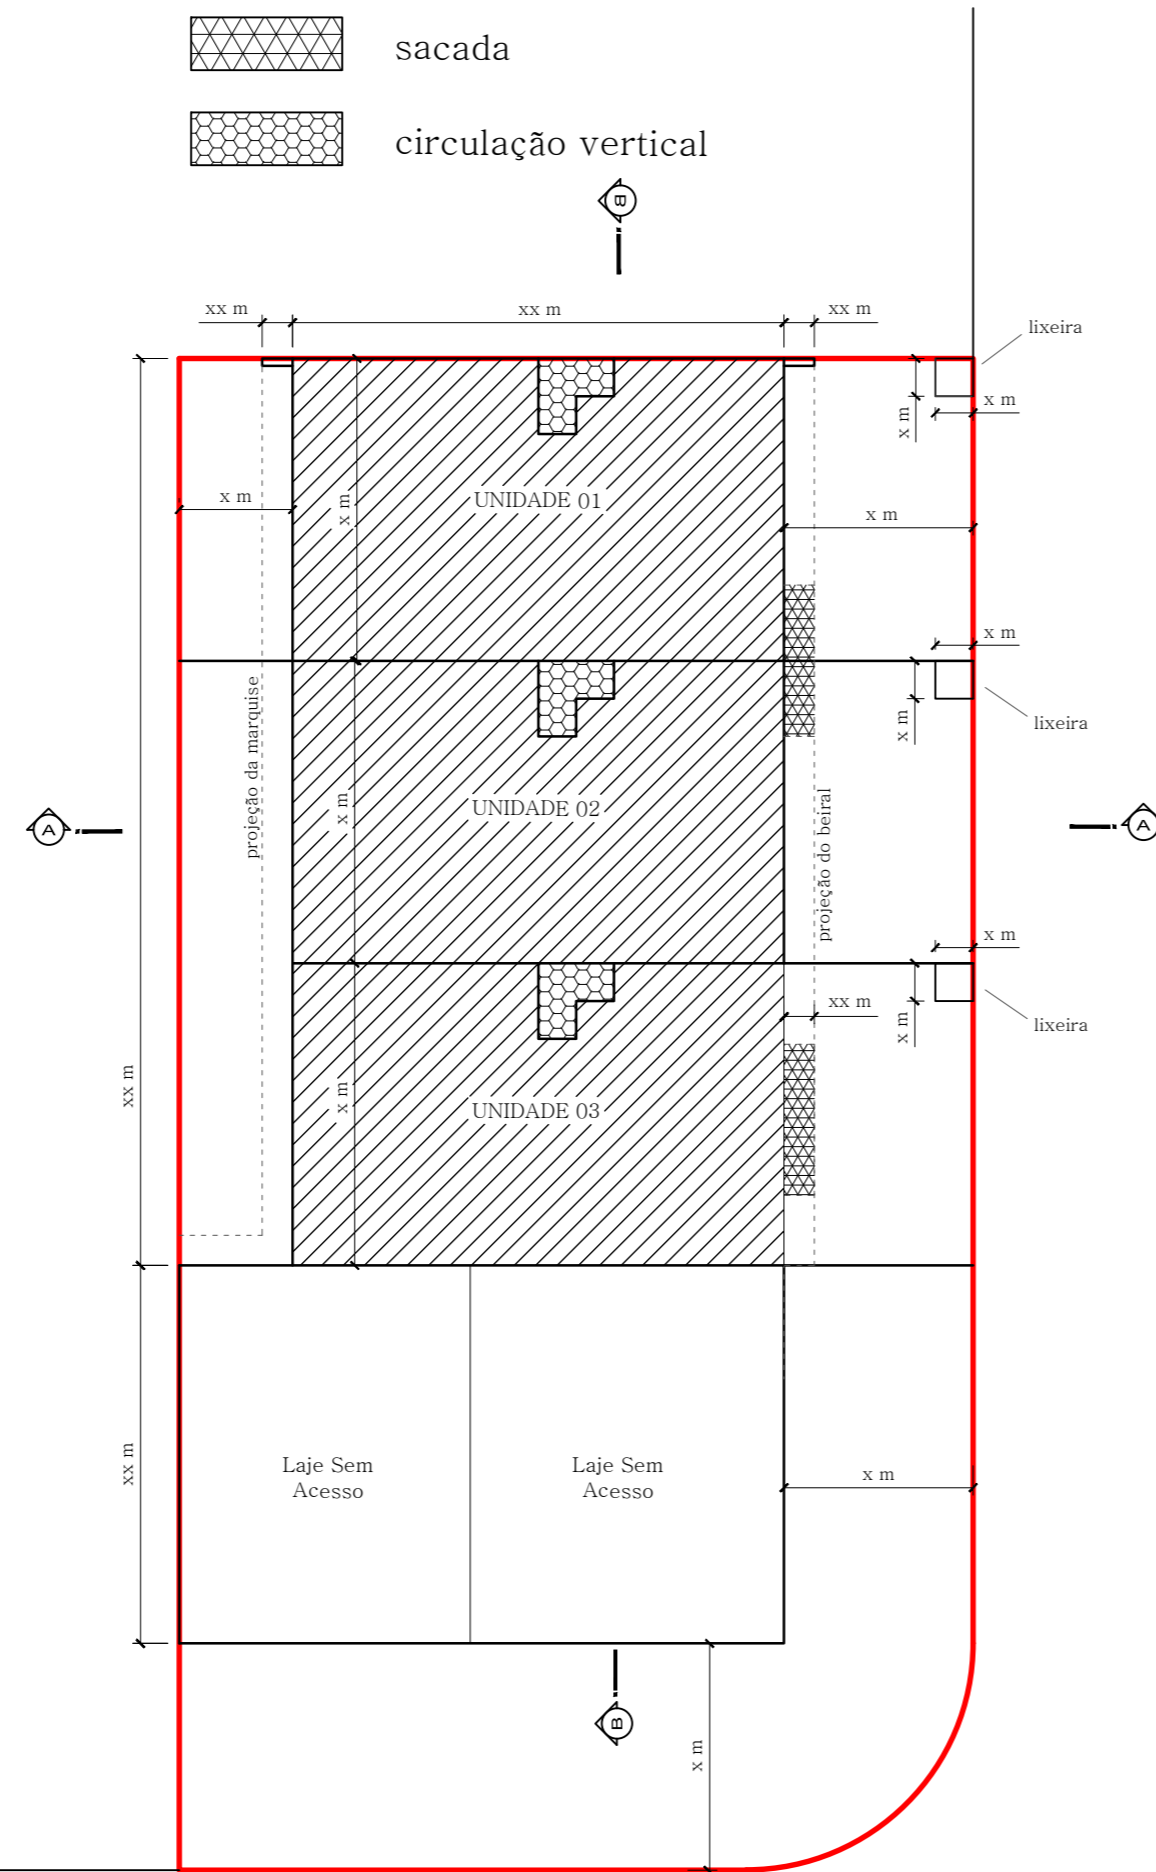 sacada
circulação vertical
B
xx m
xx m
xx m
lixeira
x m
x m
x m
x m
UNIDADE 01
x m
x m
x m
lixeira
projeção da marquise
x m
UNIDADE 02
projeção do beiral
A
A
x m
xx m
x m
lixeira
xx m
x m
UNIDADE 03
xx m
Laje Sem
Acesso
Laje Sem
Acesso
x m
B
x m